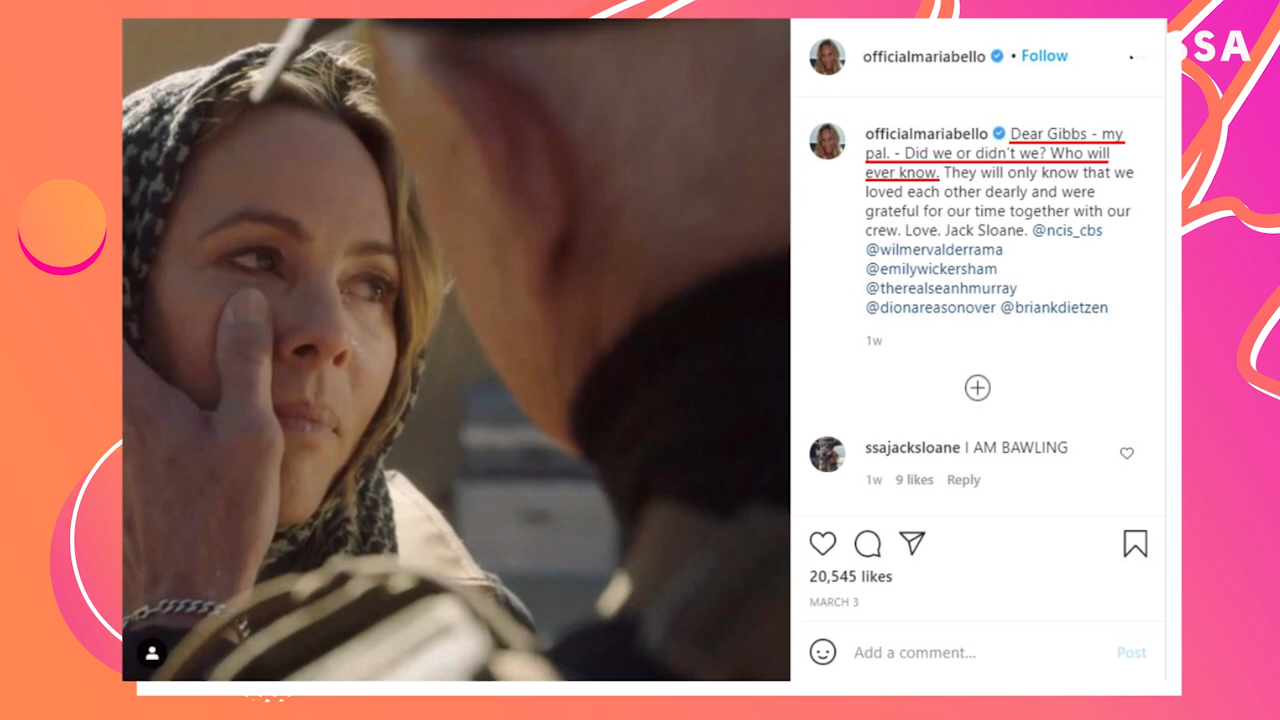 SSA
officialmariabello • Follow
officialmariabello Dear Gibbs - my
pal. - Did we or didn't we? Who will
ever know. They will only know that we
loved each other dearly and were
grateful for our time together with our
crew. Love. Jack Sloane. @ncis_cbs
@wilmervalderrama
@emilywickersham
@therealseanhmurray
@dionareasonover @briankdietzen
1w
ssajacksloane I AM BAWLING
1w 9 likes Reply
20,545 likes
MARCH 3
Add a comment... Post